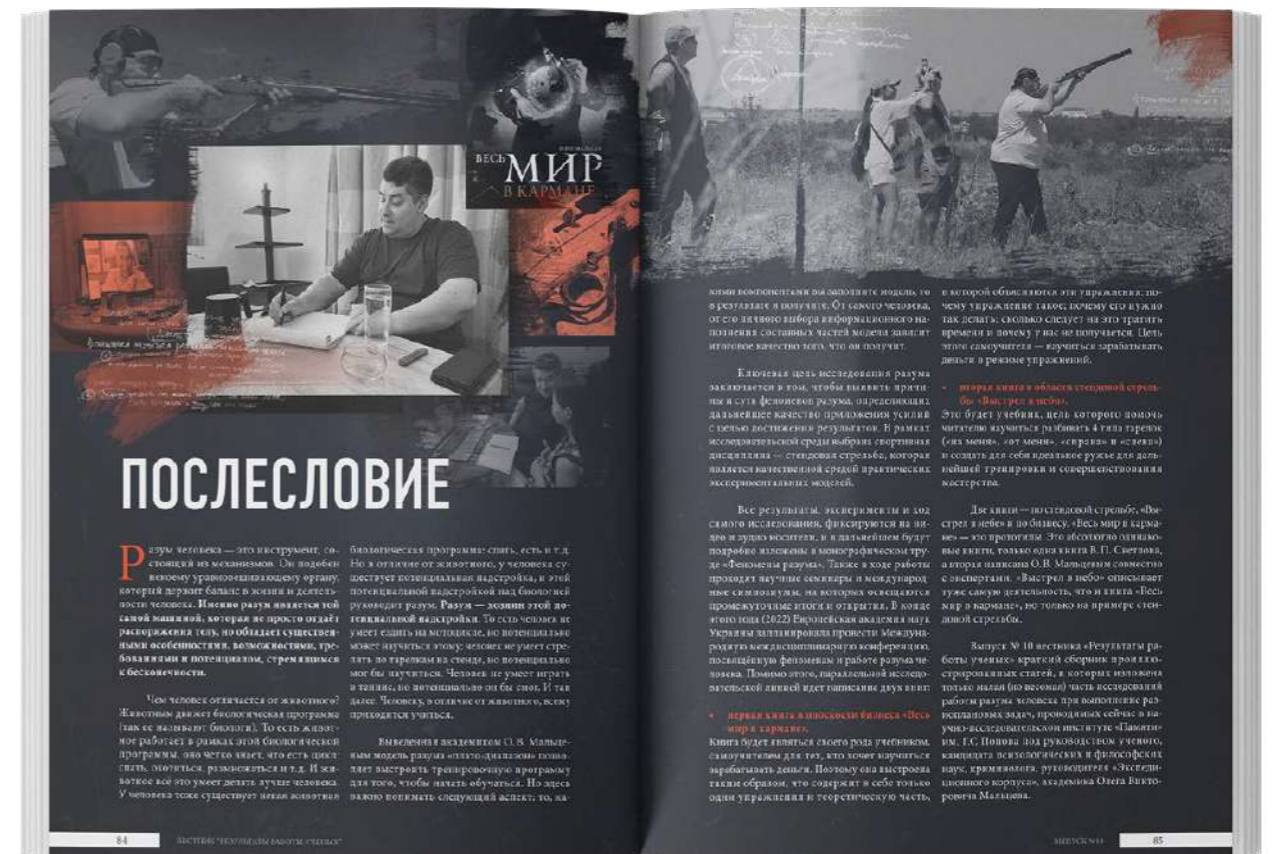 ВЕСЬ
МИР
В КАРМАНЕ
ПОСЛЕСЛОВИЕ
Разум человека — это инструмент, со-
стоящий из механизмов. Он подобен
некоему уравновешивающему органу,
который держит баланс в жизни и деятель-
ности человека. Именно разум является той
самой машиной, которая не просто отдаёт
распоряжения телу, но обладает существен-
ными особенностями, возможностями, тре-
бованиями и потенциалом, стремящимся
к бесконечности.
Чем человек отличается от животного?
Животным движет биологическая программа
(так ее называют биологи). То есть живот-
ное работает в рамках этой биологической
программы, оно четко знает, что есть цикл:
спать, охотиться, размножаться и т.д. И жи-
вотное всё это умеет делать лучше человека.
У человека тоже существует некая животная
биологическая программа: спать, есть и т.д.
Но в отличие от животного, у человека су-
ществует потенциальная надстройка, и этой
потенциальной надстройкой над биологией
руководит разум. Разум — хозяин этой по-
тенциальной надстройки. То есть человек не
умеет ездить на мотоцикле, но потенциально
может научиться этому; человек не умеет стре-
лять по тарелкам на стенде, но потенциально
мог бы научиться. Человек не умеет играть
в теннис, но потенциально он бы смог. И так
далее. Человеку, в отличие от животного, всему
приходится учиться.
Выведенная академиком О.В. Мальце-
вым модель разума «плато-диапазон» позво-
ляет выстроить тренировочную программу
для того, чтобы начать обучаться. Но здесь
важно понимать следующий аспект: то, ка-
84
ВЕСТНИК "РЕЗУЛЬТАТЫ РАБОТЫ УЧЕНЫХ"
кими компонентами вы заполните модель, то
в результате и получите. От самого человека,
от его личного выбора информационного на-
полнения составных частей модели зависит
итоговое качество того, что он получит.
Ключевая цель исследования разума
заключается в том, чтобы выявить причи-
ны и суть феноменов разума, определяющих
дальнейшее качество приложения усилий
с целью достижения результатов. В рамках
исследовательской среды выбрана спортивная
дисциплина — стендовая стрельба, которая
является качественной средой практических
экспериментальных моделей.
Все результаты, эксперименты и ход
самого исследования, фиксируются на ви-
део и аудио носители, и в дальнейшем будут
подробно изложены в монографическом тру-
де «Феномены разума». Также в ходе работы
проходят научные семинары и международ-
ные симпозиумы, на которых освещаются
промежуточные итоги и открытия. В конце
этого года (2022) Европейская академия наук
Украины запланировала провести Междуна-
родную междисциплинарную конференцию,
посвящённую феноменам и работе разума че-
ловека. Помимо этого, параллельной исследо-
вательской линией идет написание двух книг:
• первая книга в плоскости бизнеса «Весь
мир в кармане».
Книга будет являться своего рода учебником,
самоучителем для тех, кто хочет научиться
зарабатывать деньги. Поэтому она выстроена
таким образом, что содержит в себе только
одни упражнения и теоретическую часть,
в которой объясняются эти упражнения: по-
чему упражнение такое; почему его нужно
так делать; сколько следует на это тратить
времени и почему у вас не получается. Цель
этого самоучителя — научиться зарабатывать
деньги в режиме упражнений.
• вторая книга в области стендовой стрель-
бы «Выстрел в небо».
Это будет учебник, цель которого помочь
читателю научиться разбивать 4 типа тарелок
(«на меня», «от меня», «справа» и «слева»)
и создать для себя идеальное ружье для даль-
нейшей тренировки и совершенствования
мастерства.
Две книги — по стендовой стрельбе, «Вы-
стрел в небе» и по бизнесу, «Весь мир в карма-
не» — это прототипы. Это абсолютно одинако-
вые книги, только одна книга В.П. Светлова,
а вторая написана О.В. Мальцевым совместно
с экспертами. «Выстрел в небо» описывает
туже самую деятельность, что и книга «Весь
мир в кармане», но только на примере стен-
довой стрельбы.
Выпуск № 10 вестника «Результаты ра-
боты ученых» краткий сборник проиллю-
стрированных статей, в которых изложена
только малая (но весомая) часть исследований
работы разума человека при выполнении раз-
ноплановых задач, проводимых сейчас в на-
учно-исследовательском институте «Памяти»
им. Г.С Попова под руководством ученого,
кандидата психологических и философских
наук, криминолога, руководителя «Экспеди-
ционного корпуса», академика Олега Викто-
ровича Мальцева.
85